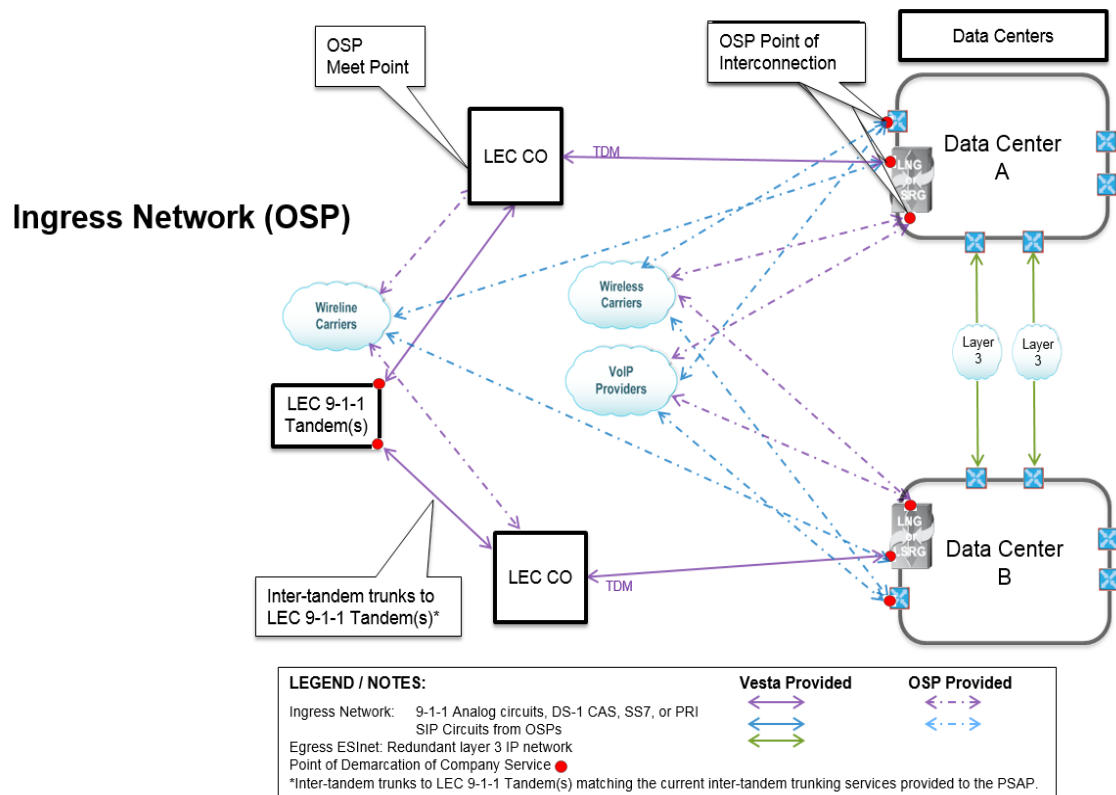 OSP
Meet Point
OSP Point of
Interconnection
Data Centers
LEC CO
TDM
Data Center
A
LNG
or
LSRG
Ingress Network (OSP)
Wireline
Carriers
Wireless
Carriers
VoIP
Providers
Layer
3
Layer
3
LEC 9-1-1
Tandem(s)
LNG
or
LSRG
Data Center
B
LEC CO
TDM
Inter-tandem trunks to
LEC 9-1-1 Tandem(s)*
LEGEND / NOTES:
Vesta Provided
OSP Provided
Ingress Network: 9-1-1 Analog circuits, DS-1 CAS, SS7, or PRI
SIP Circuits from OSPs
Egress ESInet: Redundant layer 3 IP network
Point of Demarcation of Company Service
*Inter-tandem trunks to LEC 9-1-1 Tandem(s) matching the current inter-tandem trunking services provided to the PSAP.